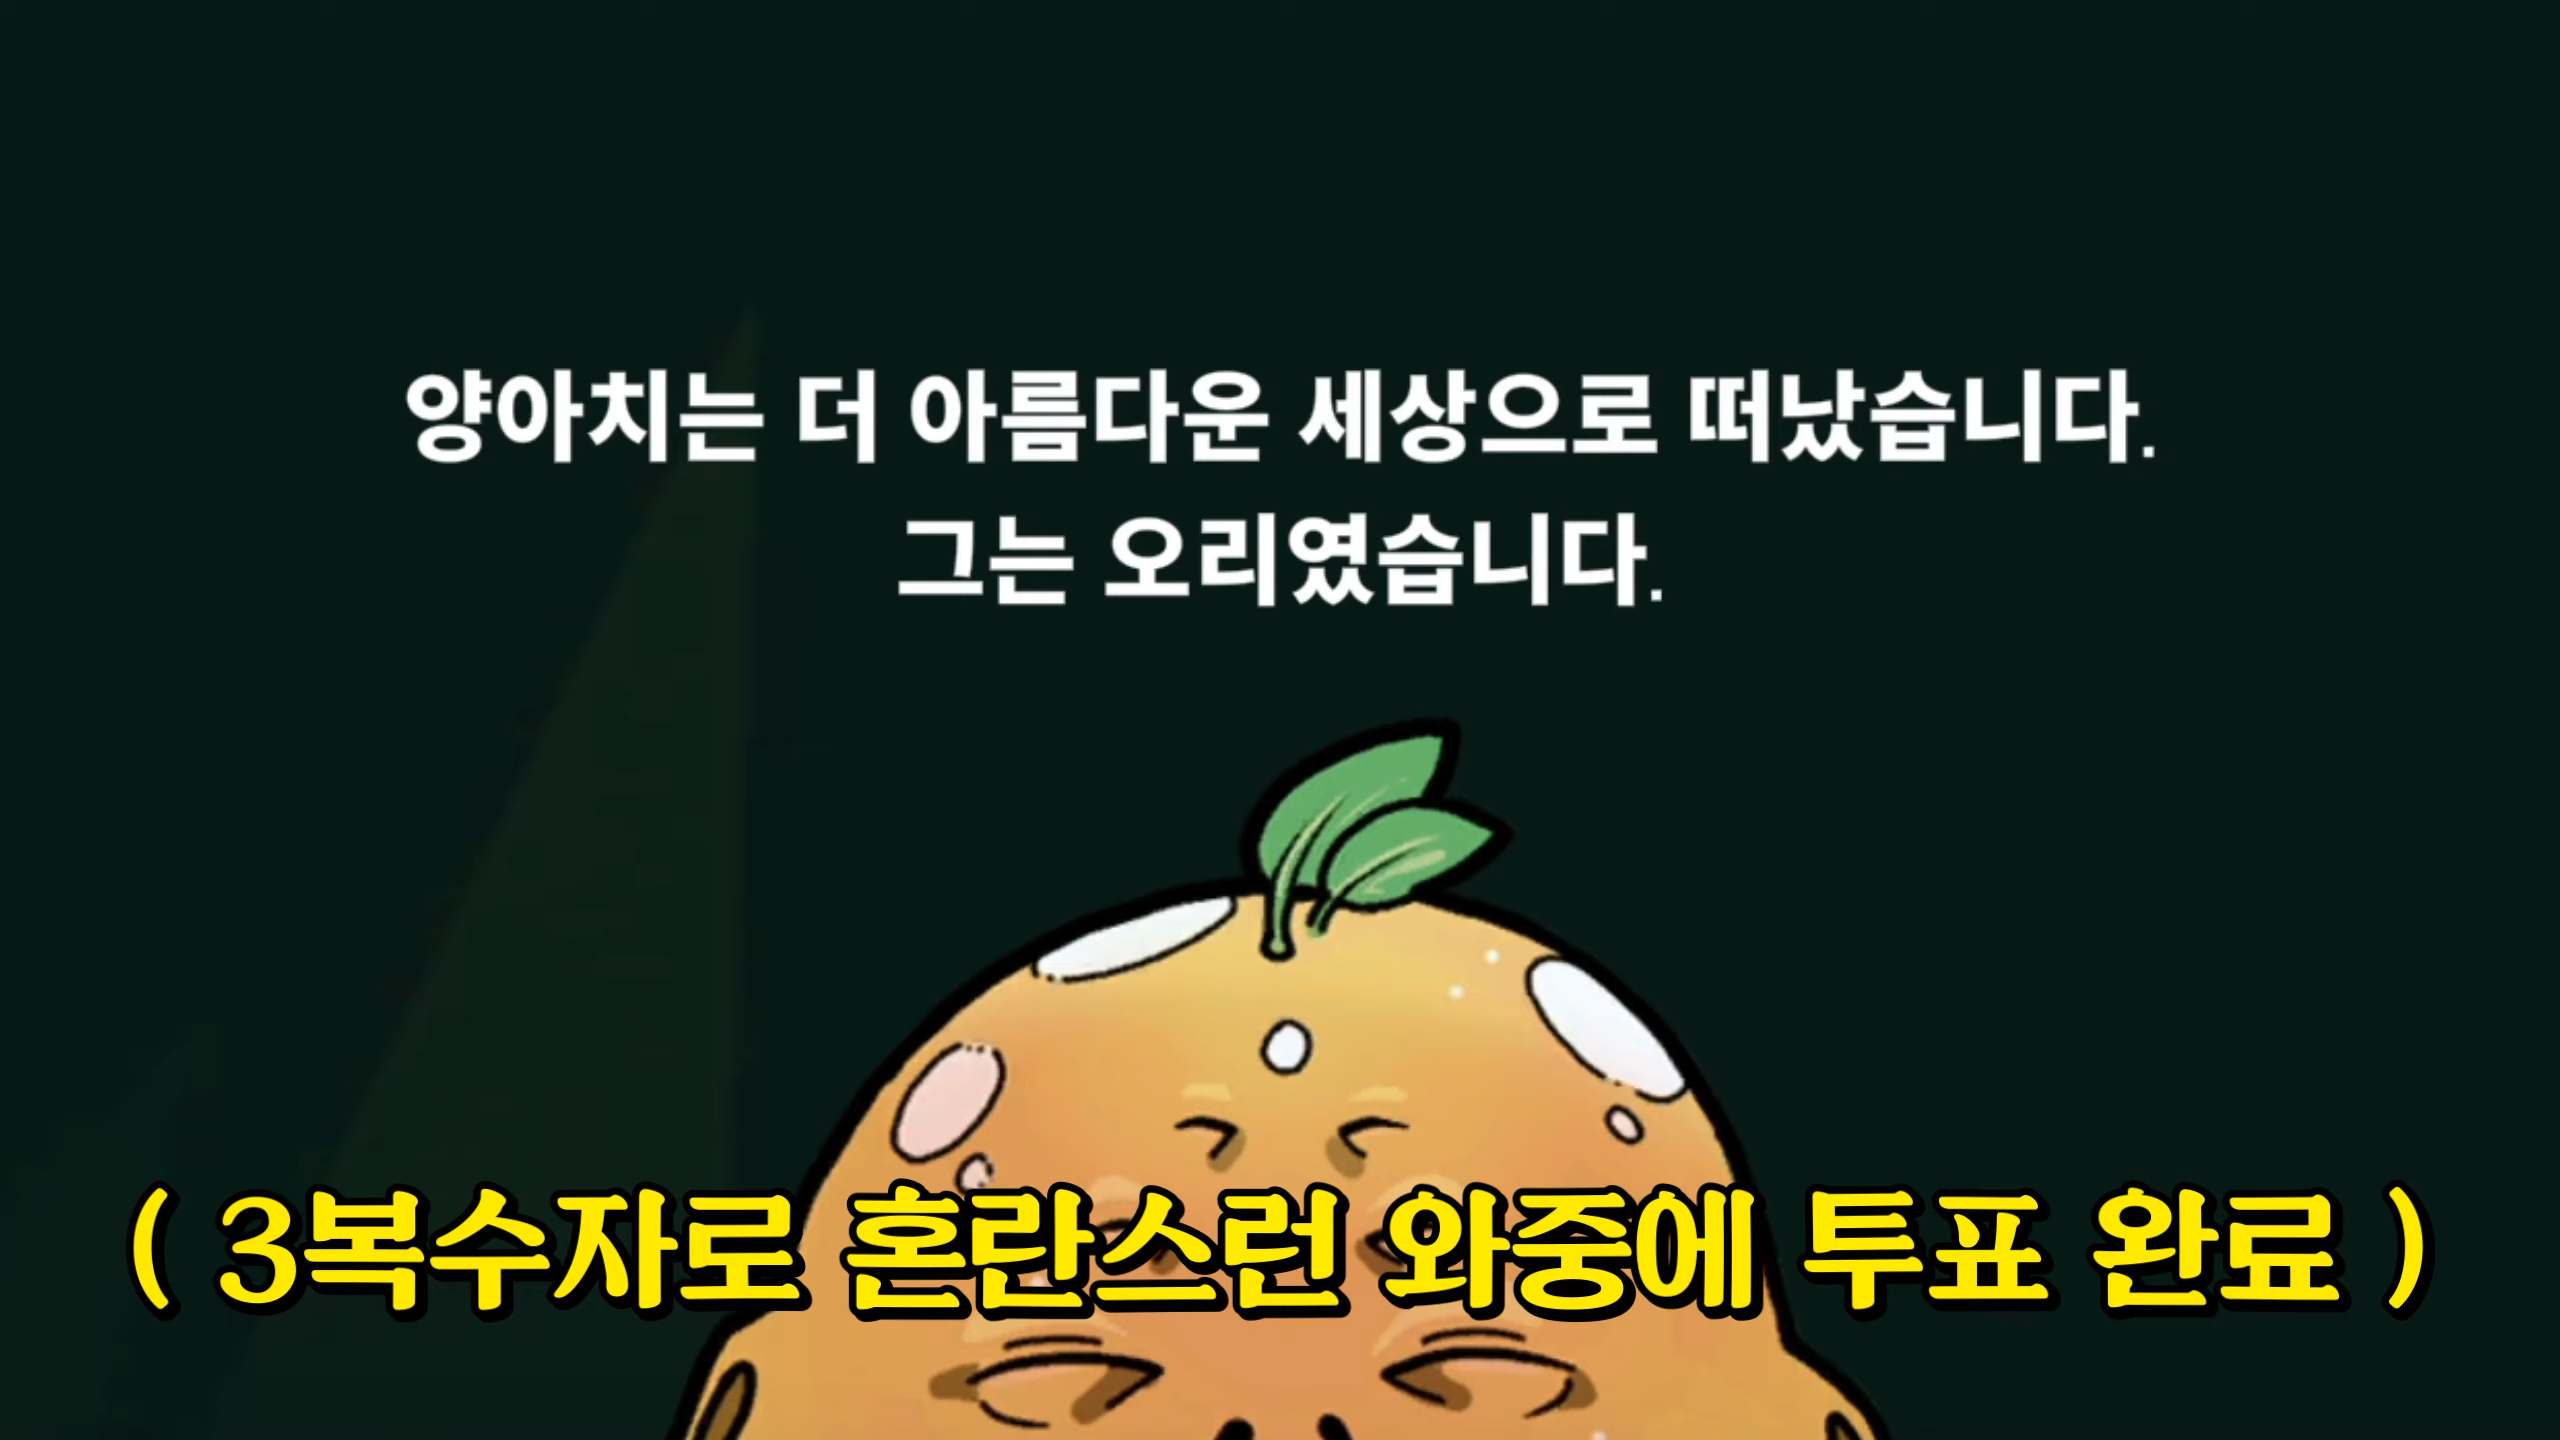 양아치는 더 아름다운 세상으로 떠났습니다.
그는 오리였습니다.
( 3복수자로 혼란스런 와중에 투표 완료 )